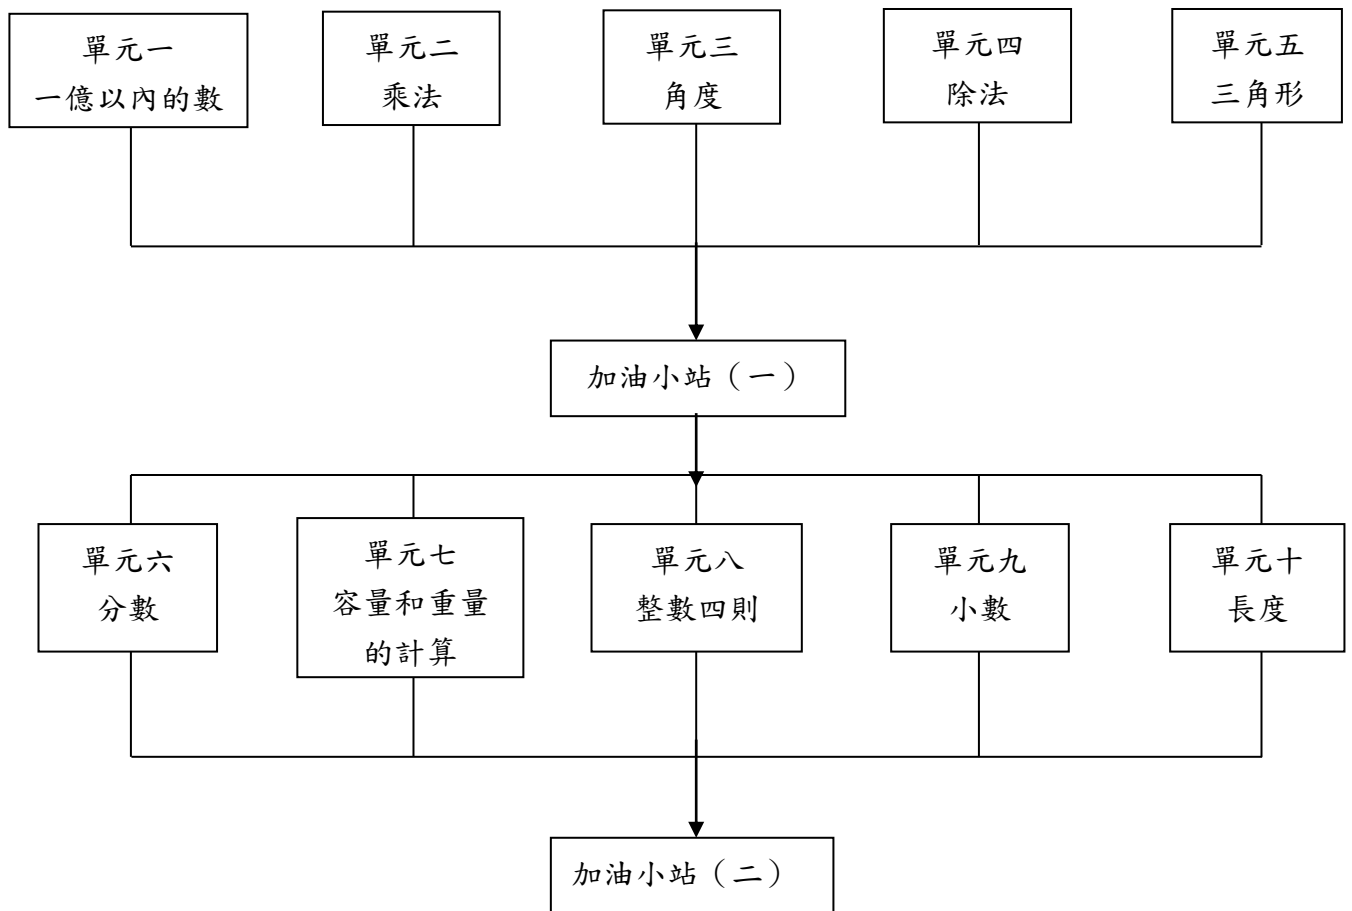 單元一
一億以內的數
單元二
乘法
單元三
角度
單元四
除法
單元五
三角形
加油小站（一）
單元六
分數
單元七
容量和重量
的計算
單元八
整數四則
單元九
小數
單元十
長度
加油小站（二）